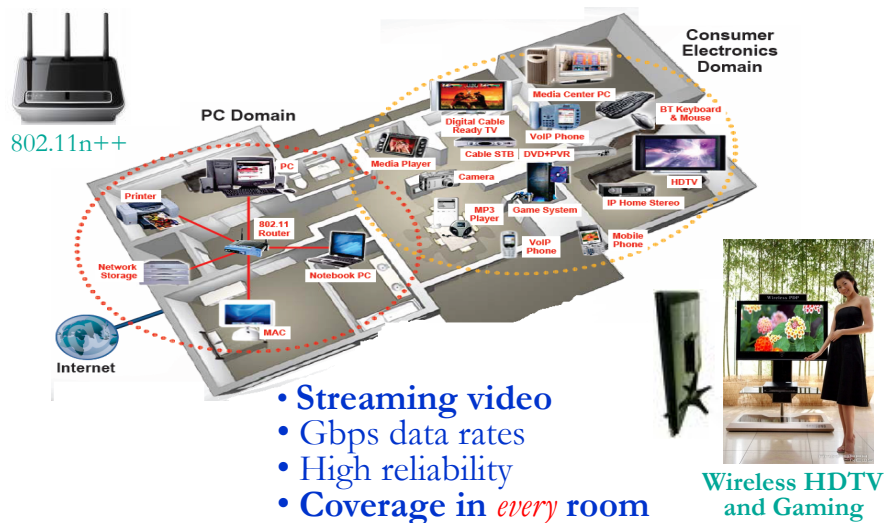 Consumer
Electronics
Domain
PC Domain
802.11n++
Media Center PC
BT Keyboard
& Mouse
Digital Cable
Ready TV
VoIP Phone
Media Player
Cable STB
DVD+PVR
HDTV
PC
Camera
IP Home Stereo
Printer
MP3
Player
Game System
802.11
Router
VoIP
Phone
Mobile
Phone
Network
Storage
Notebook PC
MAC
Internet
Wireless PDP
• Streaming video
• Gbps data rates
• High reliability
• Coverage in every room
Wireless HDTV
and Gaming